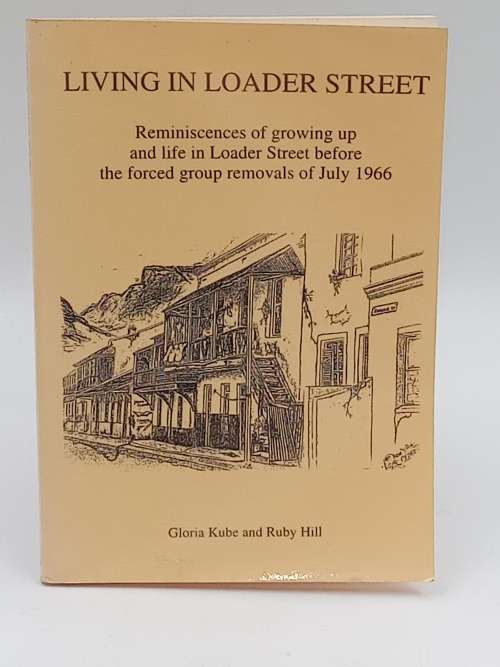 LIVING IN LOADER STREET
Reminiscences of growing up
and life in Loader Street before
the forced group removals of July 1966
Gloria Kube and Ruby Hill